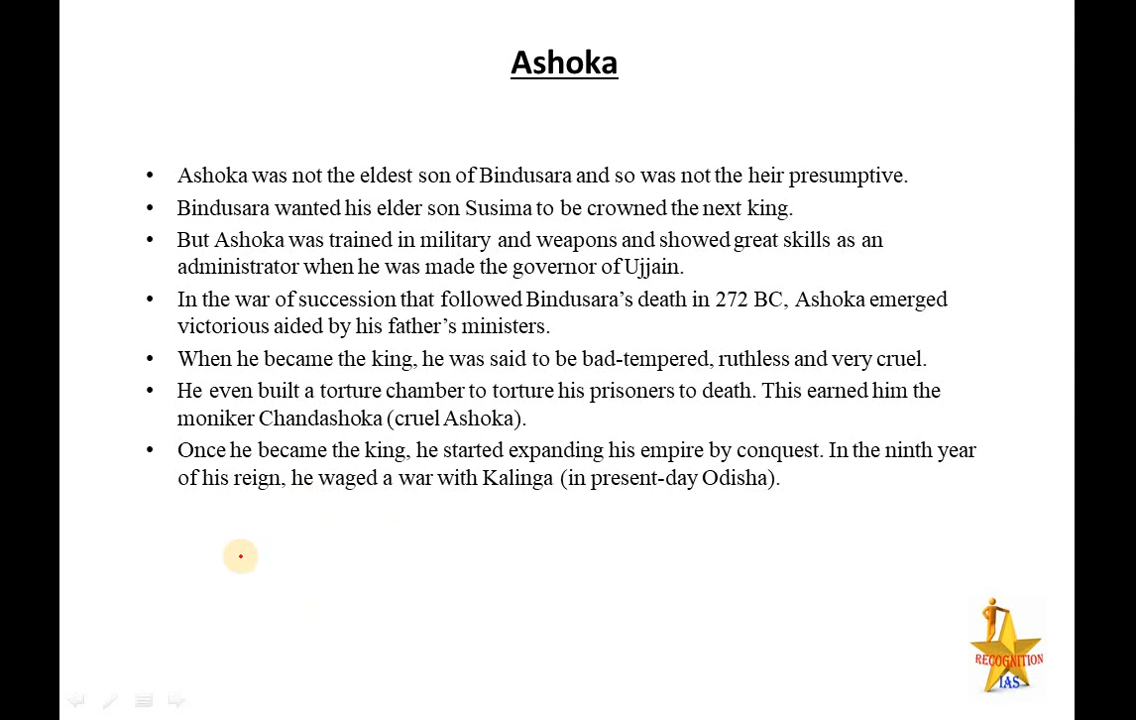 Ashoka
• Ashoka was not the eldest son of Bindusara and so was not the heir presumptive.
• Bindusara wanted his elder son Susima to be crowned the next king.
• But Ashoka was trained in military and weapons and showed great skills as an
administrator when he was made the governor of Ujjain.
• In the war of succession that followed Bindusara’s death in 272 BC, Ashoka emerged
victorious aided by his father’s ministers.
• When he became the king, he was said to be bad-tempered, ruthless and very cruel.
• He even built a torture chamber to torture his prisoners to death. This earned him the
moniker Chandashoka (cruel Ashoka).
• Once he became the king, he started expanding his empire by conquest. In the ninth year
of his reign, he waged a war with Kalinga (in present-day Odisha).
RECOGNITION
IAS